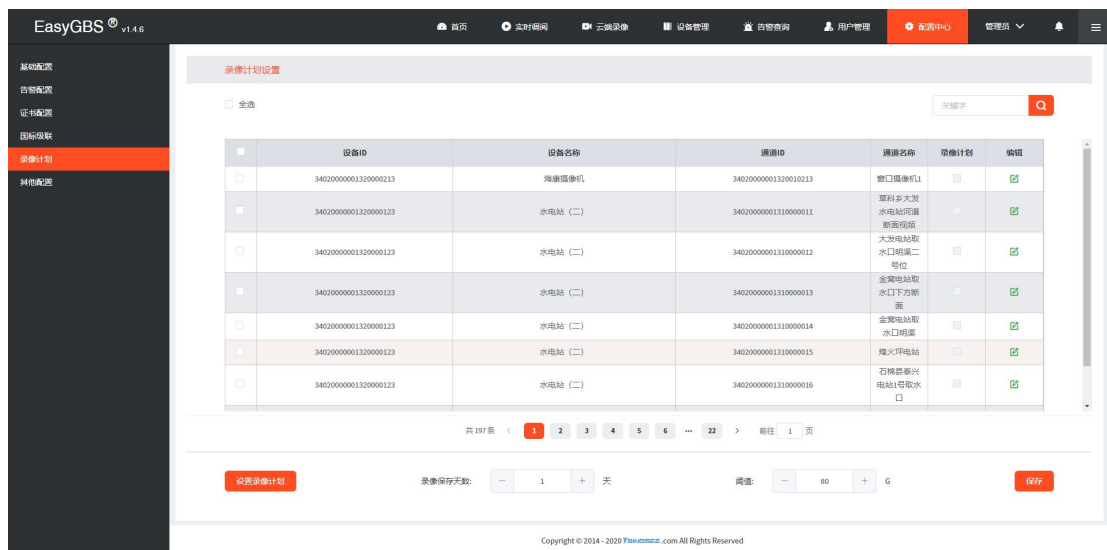 EasyGBS ® v1.4.6
首页 实时调阅 云端录像 设备管理 告警查询 用户管理 配置中心 管理员
基础配置
告警配置
证书配置
国标级联
录像计划
其他配置
录像计划设置
全选
关键字
设备ID 设备名称 通道ID 通道名称 录像计划 编辑
34020000001320000213 海康摄像机 34020000001320010213 窗口摄像机1
34020000001320000123 水电站（二） 34020000001310000011 草科乡大发
水电站河道
断面视频
34020000001320000123 水电站（二） 34020000001310000012 大发电站取
水口明渠二
号位
34020000001320000123 水电站（二） 34020000001310000013 金窝电站取
水口下方断
面
34020000001320000123 水电站（二） 34020000001310000014 金窝电站取
水口明渠
34020000001320000123 水电站（二） 34020000001310000015 烽火坪电站
34020000001320000123 水电站（二） 34020000001310000016 石棉县泰兴
电站1号取水
口
共 197 条 < 1 2 3 4 5 6 ... 22 > 前往 1 页
设置录像计划 录像保存天数: − 1 + 天 阈值: − 80 + G 保存
Copyright © 2014 - 2020 TSINGSEE .com All Rights Reserved